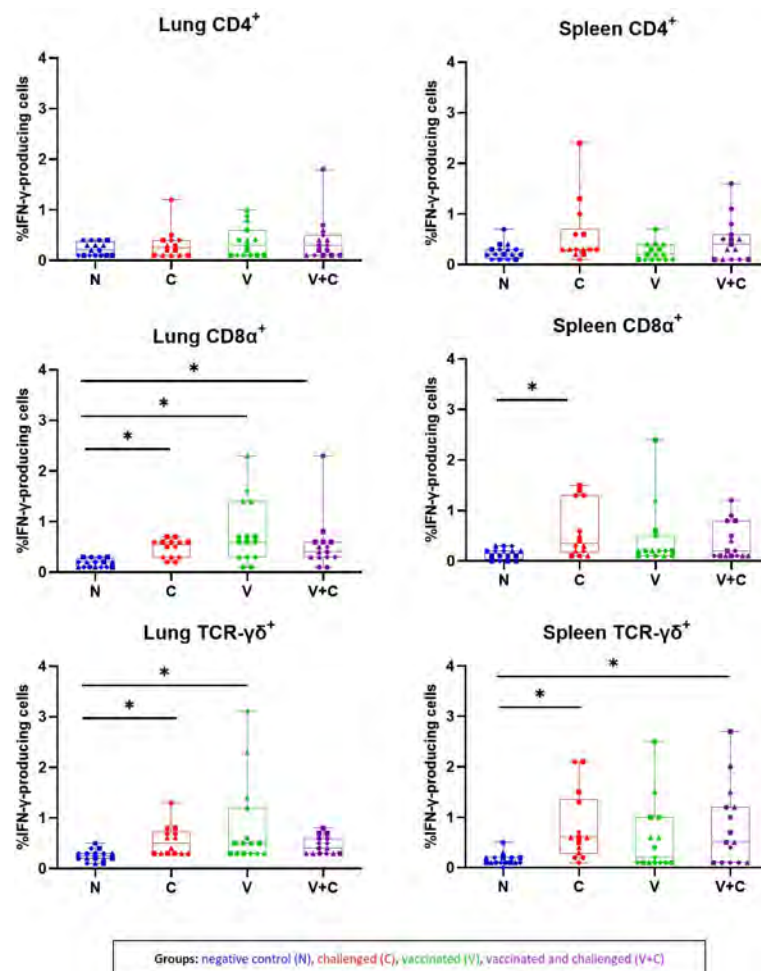 Lung CD4⁺
%IFN-γ-producing cells
4
3
2
1
0
N C V V+C
Spleen CD4⁺
%IFN-γ-producing cells
4
3
2
1
0
N C V V+C
Lung CD8α⁺
%IFN-γ-producing cells
4
3
2
1
0
*
*
*
N C V V+C
Spleen CD8α⁺
%IFN-γ-producing cells
4
3
2
1
0
*
N C V V+C
Lung TCR-γδ⁺
%IFN-γ-producing cells
4
3
2
1
0
*
*
N C V V+C
Spleen TCR-γδ⁺
%IFN-γ-producing cells
4
3
2
1
0
*
*
N C V V+C
Groups: negative control (N), challenged (C), vaccinated (V), vaccinated and challenged (V+C)